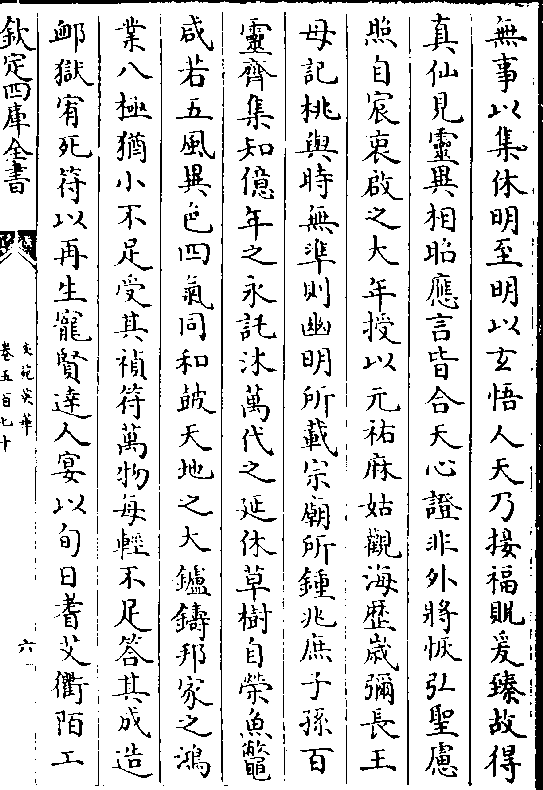 無事以集休明至明以玄悟人天乃接福貺爰臻故得
真仙見靈異相昭應言皆合天心證非外將恢弘聖慮
照自宸衷啟之大年授以元祐麻姑觀海歴嵗彌長王
母記桃與時無準則幽明所載宗廟所鍾兆庶子孫百
靈齊集知億年之永託沐萬代之延休草樹自榮魚鼈
咸若五風異色四氣同和皷天地之大鑪鑄邦家之鴻
業八極猶小不足受其禎符萬物毎輕不足答其成造
衈獄宥死符以再生寵賢達人宴以旬日耆艾衢陌工
欽定四庫全書
文苑英華
卷五百七十
六